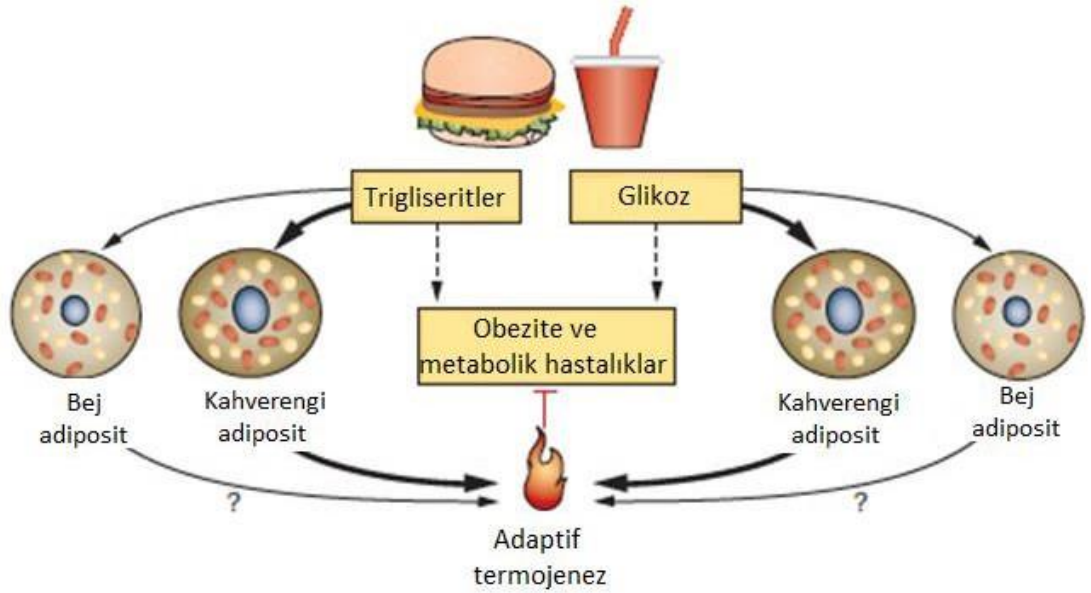 Trigliseritler
Glikoz
Obezite ve
metabolik hastalıklar
Bej
adiposit
Kahverengi
adiposit
Kahverengi
adiposit
Bej
adiposit
?
?
Adaptif
termojenez